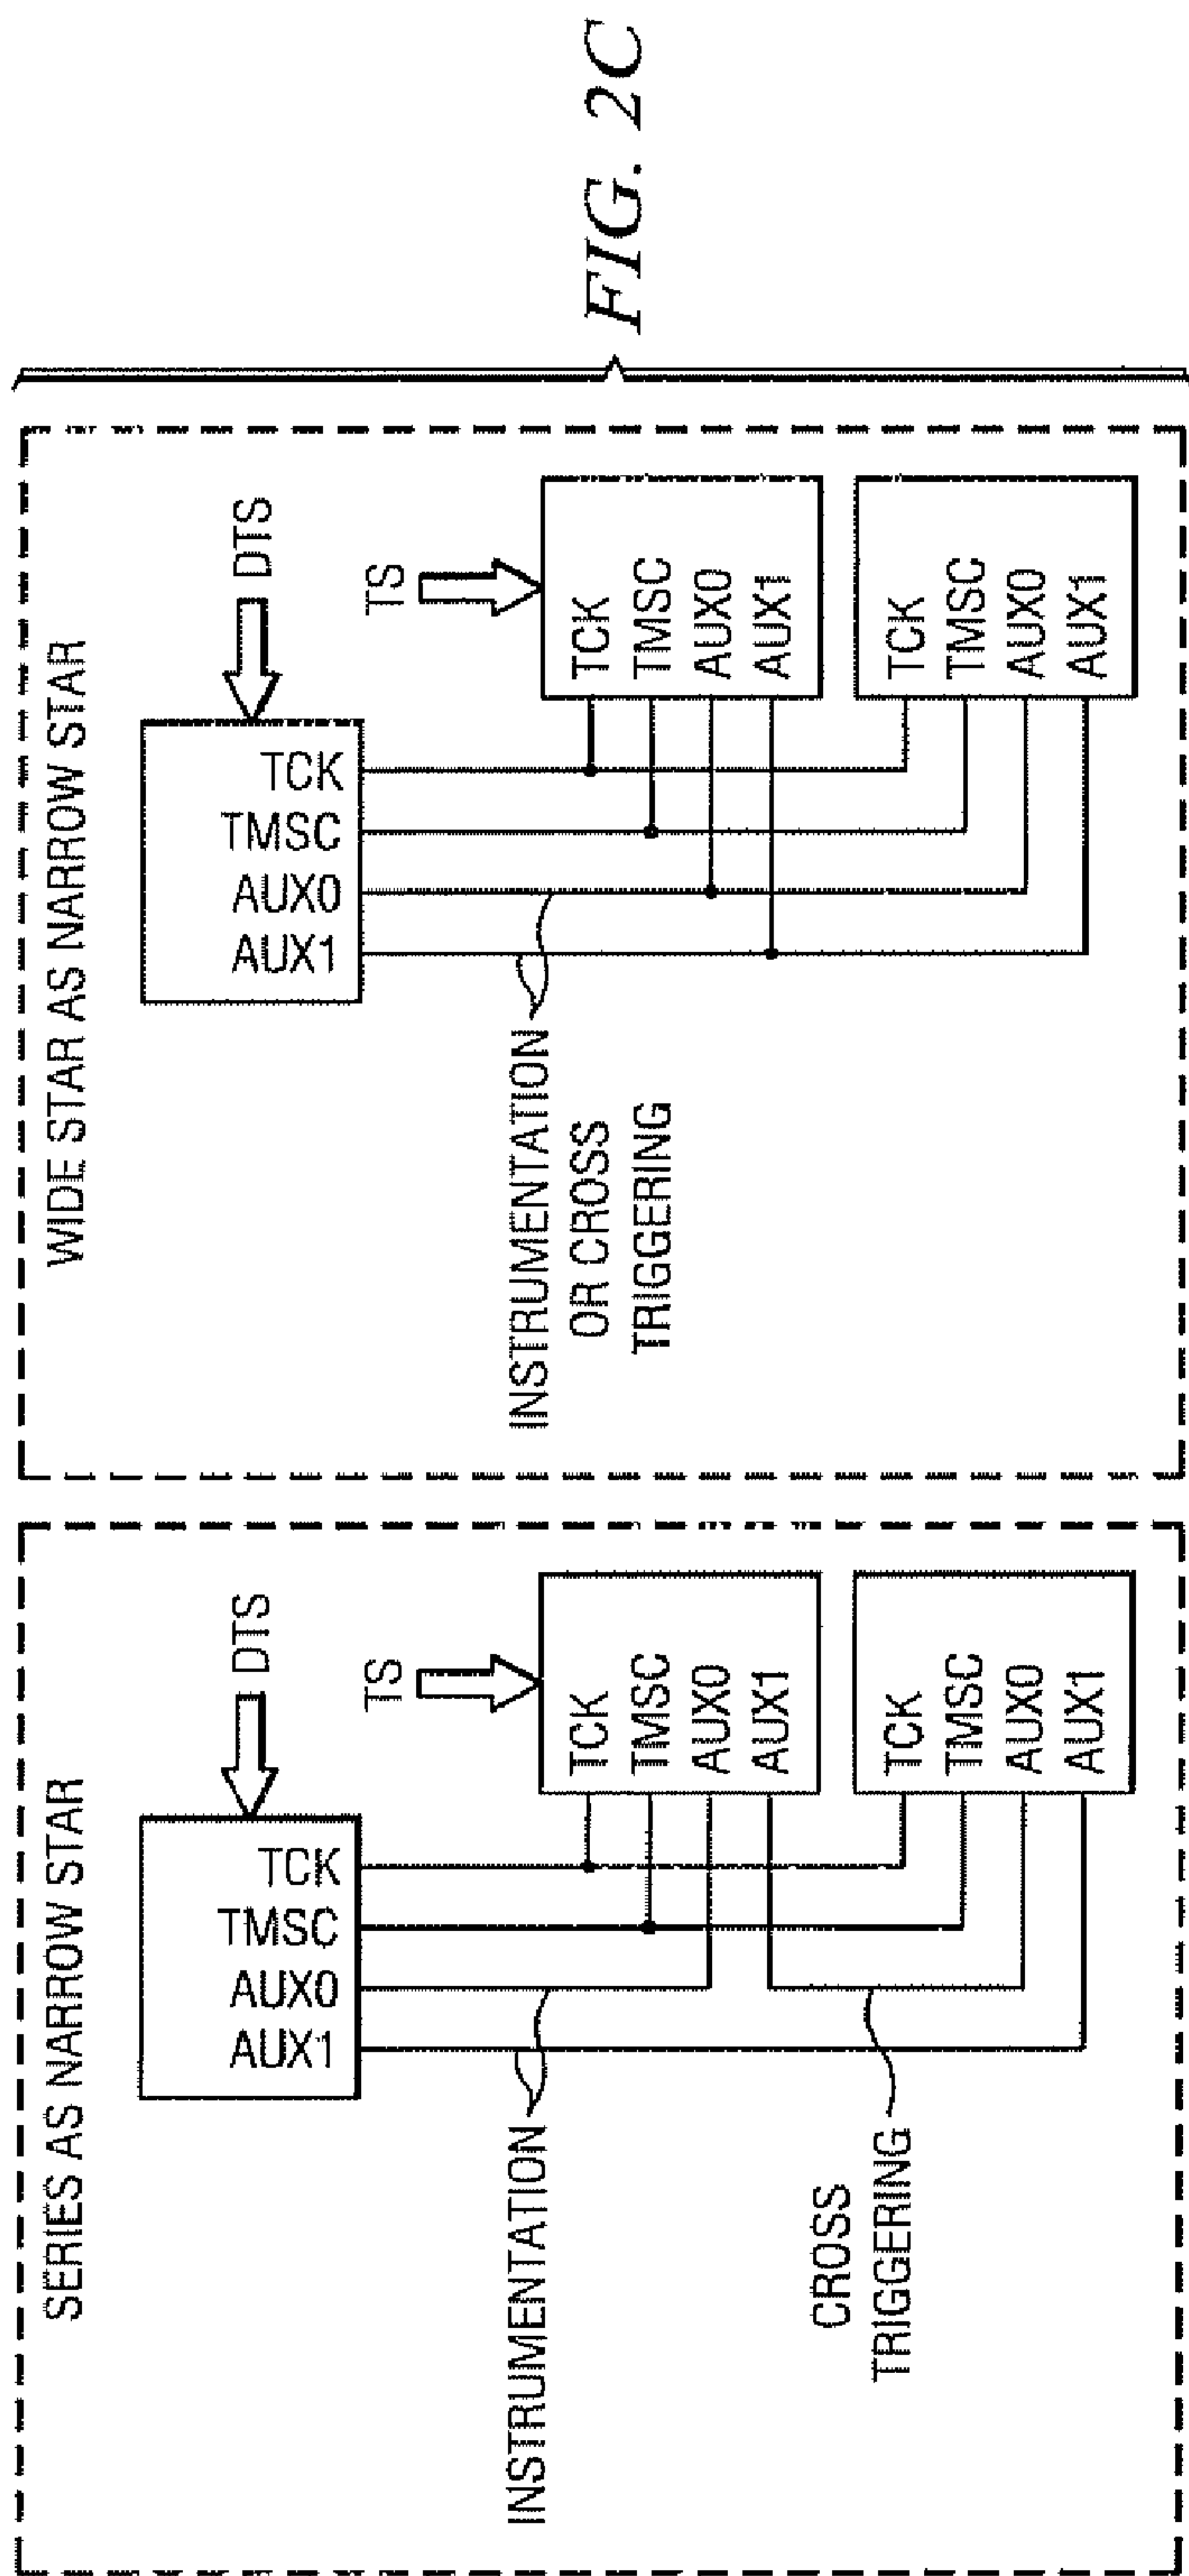 SERIES AS NARROW STAR
DTS
TCK
TMSC
AUX0
AUX1
TS
TCK
TMSC
AUX0
AUX1
TCK
TMSC
AUX0
AUX1
INSTRUMENTATION
CROSS
TRIGGERING
WIDE STAR AS NARROW STAR
DTS
TCK
TMSC
AUX0
AUX1
TS
TCK
TMSC
AUX0
AUX1
TCK
TMSC
AUX0
AUX1
INSTRUMENTATION
OR CROSS
TRIGGERING
FIG. 2C